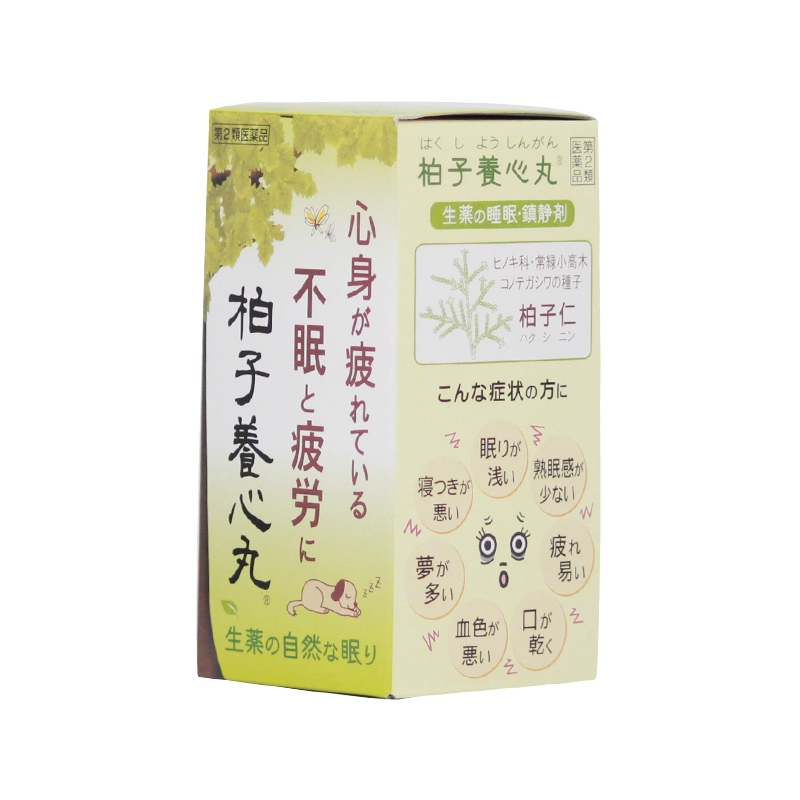 第2類医薬品
心身が疲れている
不眠と疲労に
柏子養心丸®
生薬の自然な眠り
zzz
はくしようしんがん
柏子養心丸®
第2類
医薬品
生薬の睡眠・鎮静剤
ヒノキ科・常緑小高木
コノテガシワの種子
柏子仁
ハクシニン
こんな症状の方に
眠りが
浅い
熟眠感が
少ない
疲れ
易い
口が
乾く
血色が
悪い
夢が
多い
寝つきが
悪い